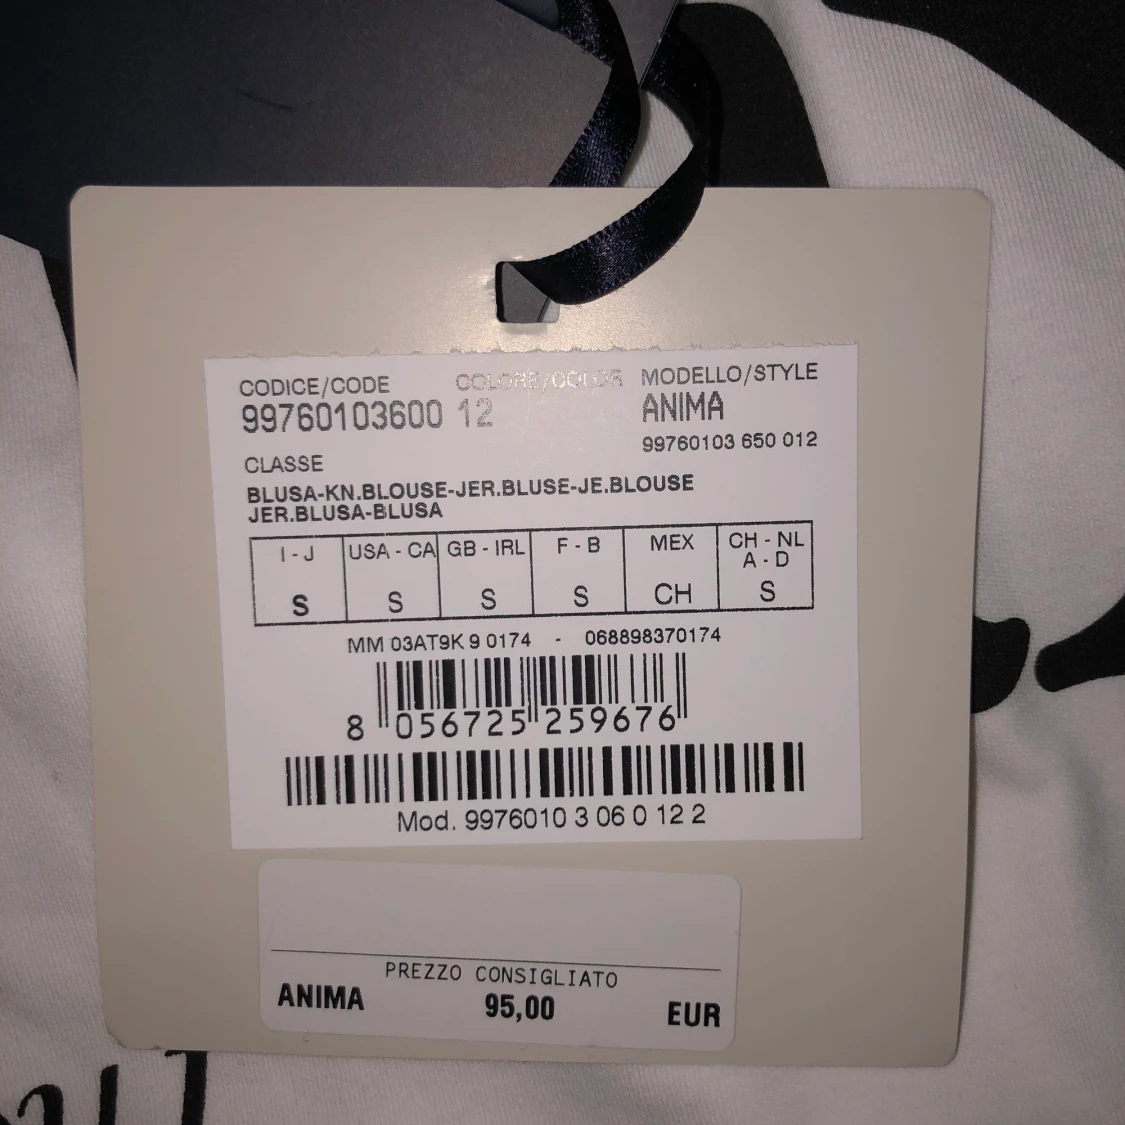 CODICE/CODE COLORE/COLOR MODELLO/STYLE
99760103600 12 ANIMA
99760103 650 012
CLASSE
BLUSA-KN.BLOUSE-JER.BLUSE-JE.BLOUSE
JER.BLUSA-BLUSA
I - J USA - CA GB - IRL F - B MEX CH - NL
A - D
S S S S CH S
MM 03AT9K 9 0174 - 068898370174
8 056725 259676
Mod. 9976010 3 06 0 12 2
PREZZO CONSIGLIATO
ANIMA 95,00 EUR